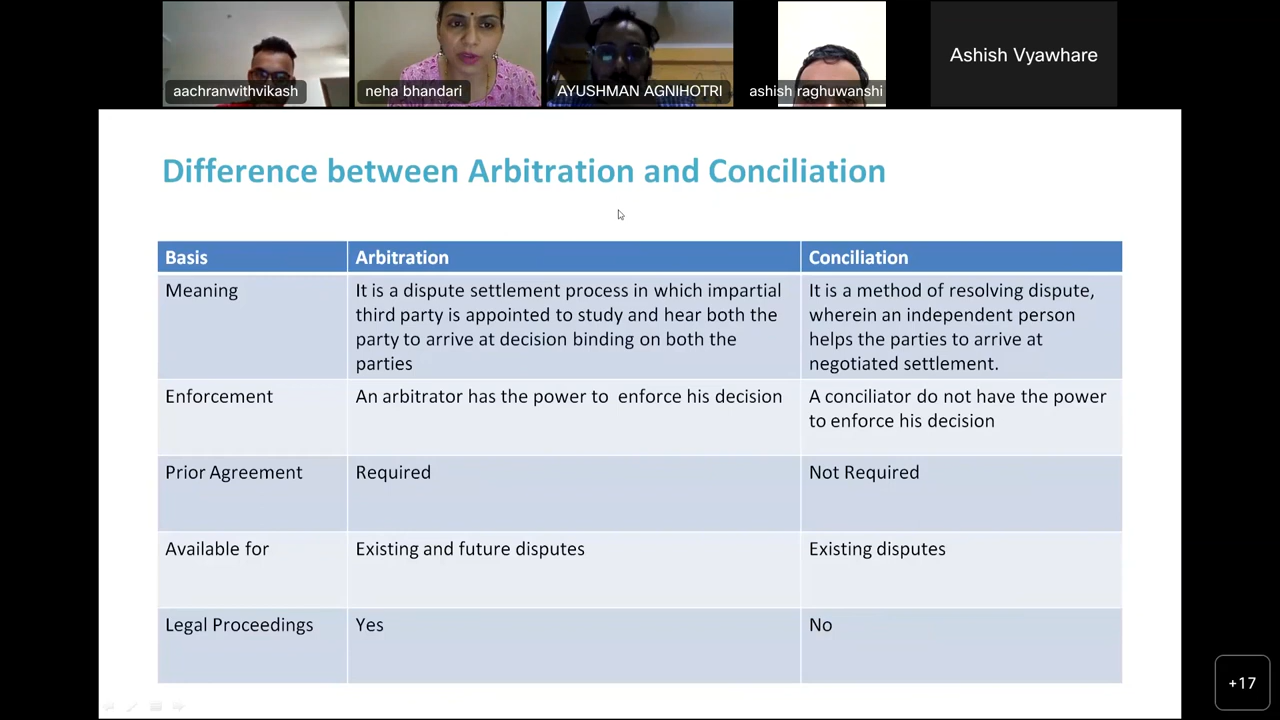 aachranwithvikash
neha bhandari
AYUSHMAN AGNIHOTRI
ashish raghuwanshi
Ashish Vyawhare
Difference between Arbitration and Conciliation
Basis
Arbitration
Conciliation
Meaning
It is a dispute settlement process in which impartial
third party is appointed to study and hear both the
party to arrive at decision binding on both the
parties
It is a method of resolving dispute,
wherein an independent person
helps the parties to arrive at
negotiated settlement.
Enforcement
An arbitrator has the power to  enforce his decision
A conciliator do not have the power
to enforce his decision
Prior Agreement
Required
Not Required
Available for
Existing and future disputes
Existing disputes
Legal Proceedings
Yes
No
+17